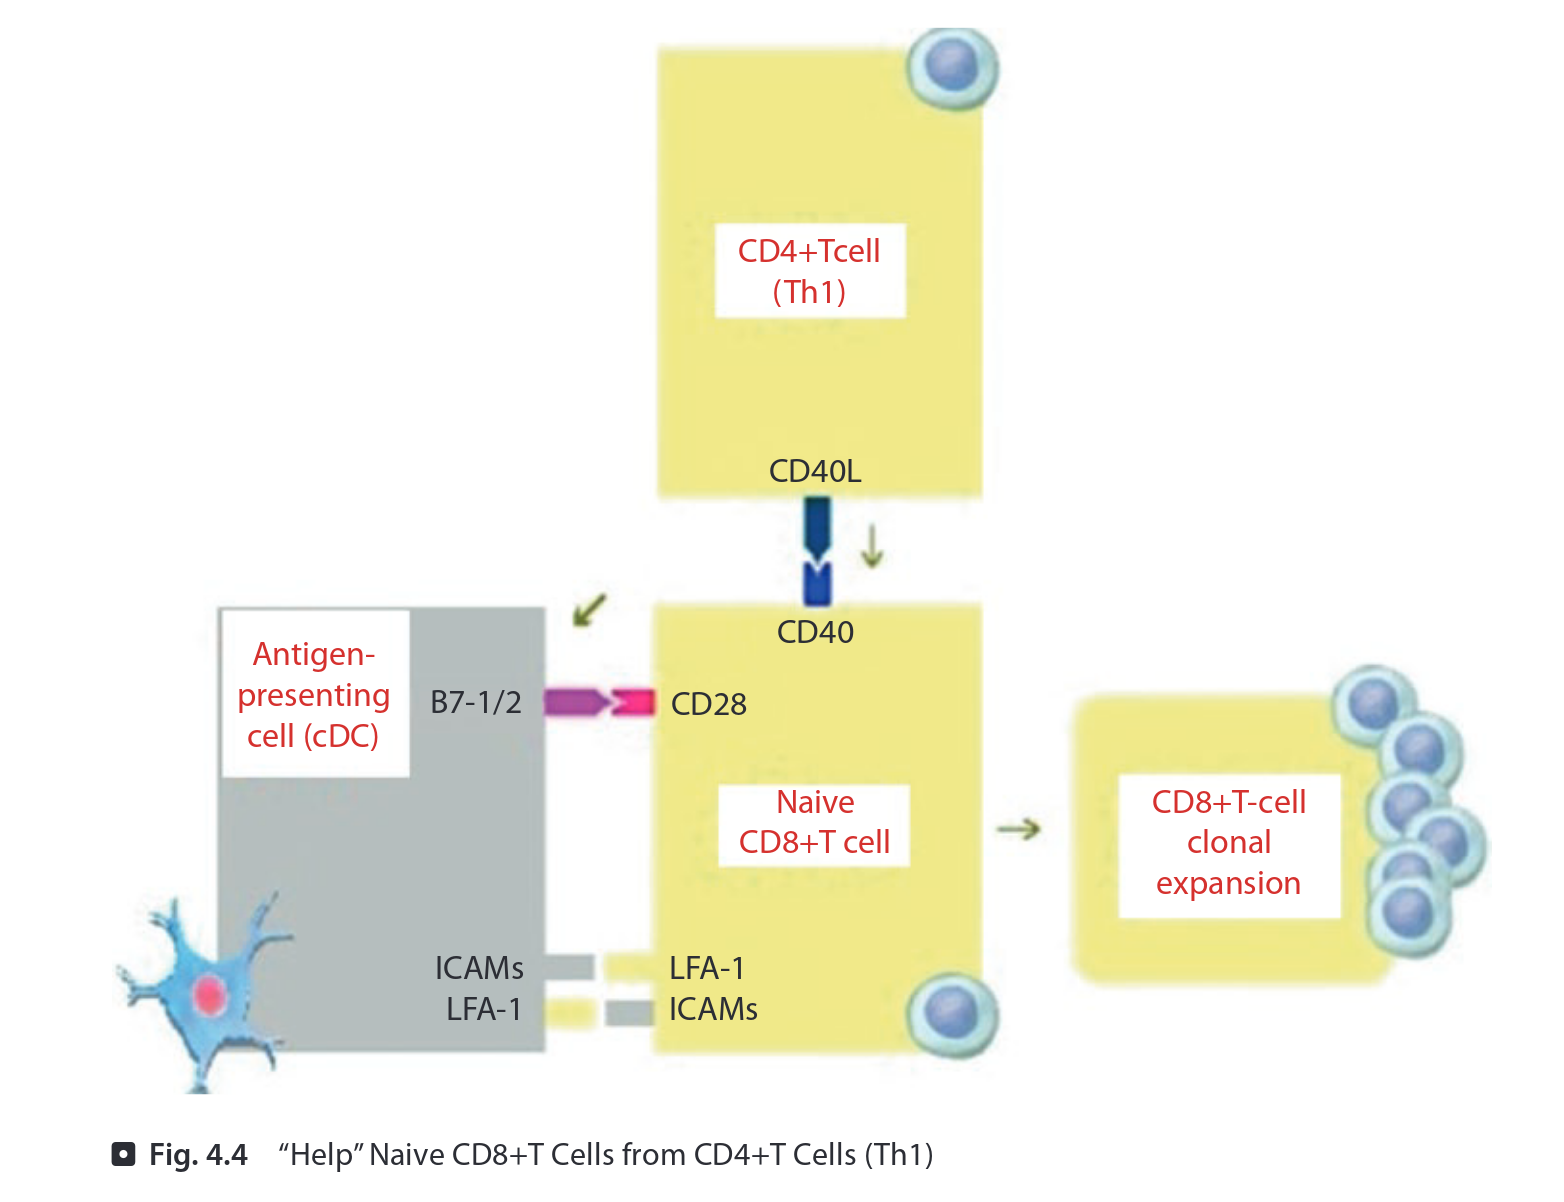 CD4+Tcell
(Th1)
CD40L
CD40
Antigen-
presenting
cell (cDC)
B7-1/2
CD28
Naive
CD8+T cell
CD8+T-cell
clonal
expansion
ICAMs
LFA-1
LFA-1
ICAMs
Fig. 4.4 “Help” Naive CD8+T Cells from CD4+T Cells (Th1)